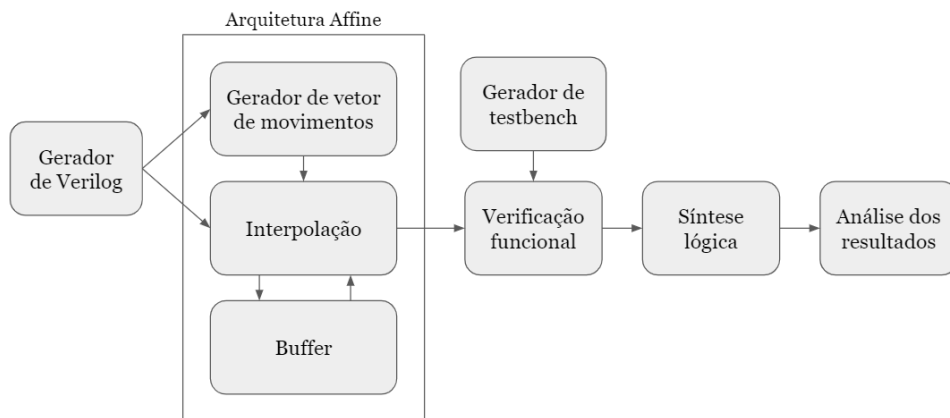 Arquitetura Affine
Gerador
de Verilog
Gerador de vetor
de movimentos
Interpolação
Buffer
Gerador de
testbench
Verificação
funcional
Síntese
lógica
Análise dos
resultados